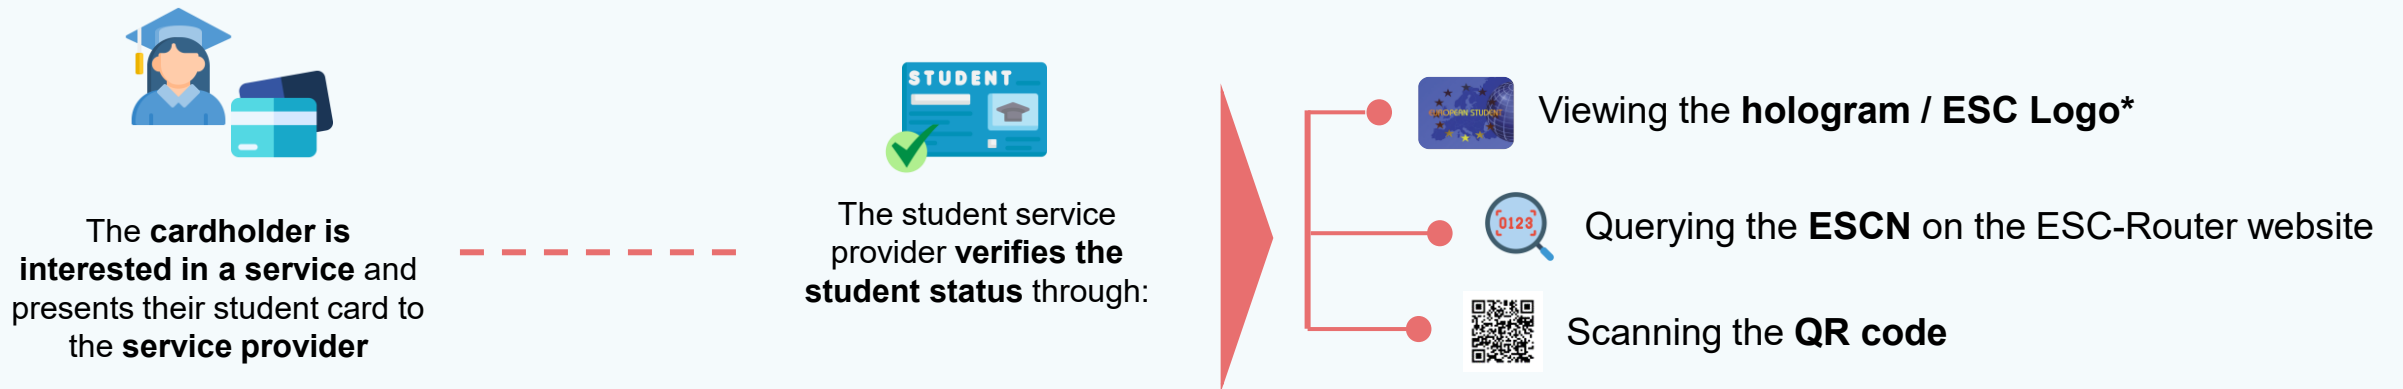 The cardholder is
interested in a service and
presents their student card to
the service provider
STUDENT
The student service
provider verifies the
student status through:
EUROPEAN STUDENT
Viewing the hologram / ESC Logo*
0123
Querying the ESCN on the ESC-Router website
Scanning the QR code